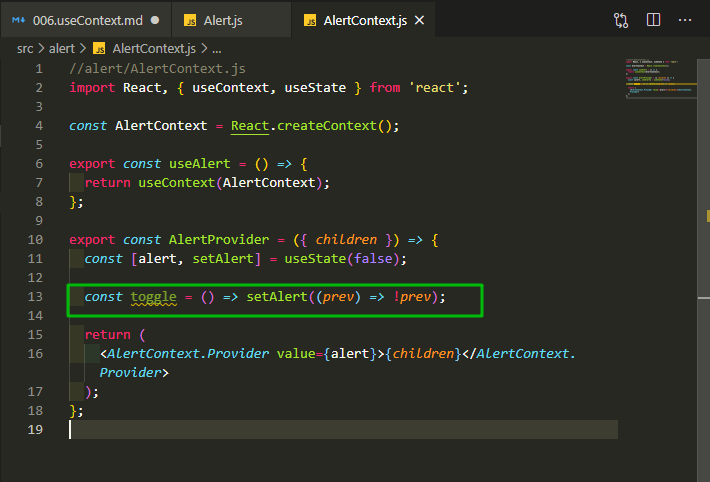 006.useContext.md
Alert.js
AlertContext.js
src > alert > AlertContext.js > ...
1 //alert/AlertContext.js
2 import React, { useContext, useState } from 'react';
3
4 const AlertContext = React.createContext();
5
6 export const useAlert = () => {
7   return useContext(AlertContext);
8 };
9
10 export const AlertProvider = ({ children }) => {
11   const [alert, setAlert] = useState(false);
12
13   const toggle = () => setAlert((prev) => !prev);
14
15   return (
16     <AlertContext.Provider value={alert}>{children}</AlertContext.
Provider>
17   );
18 };
19